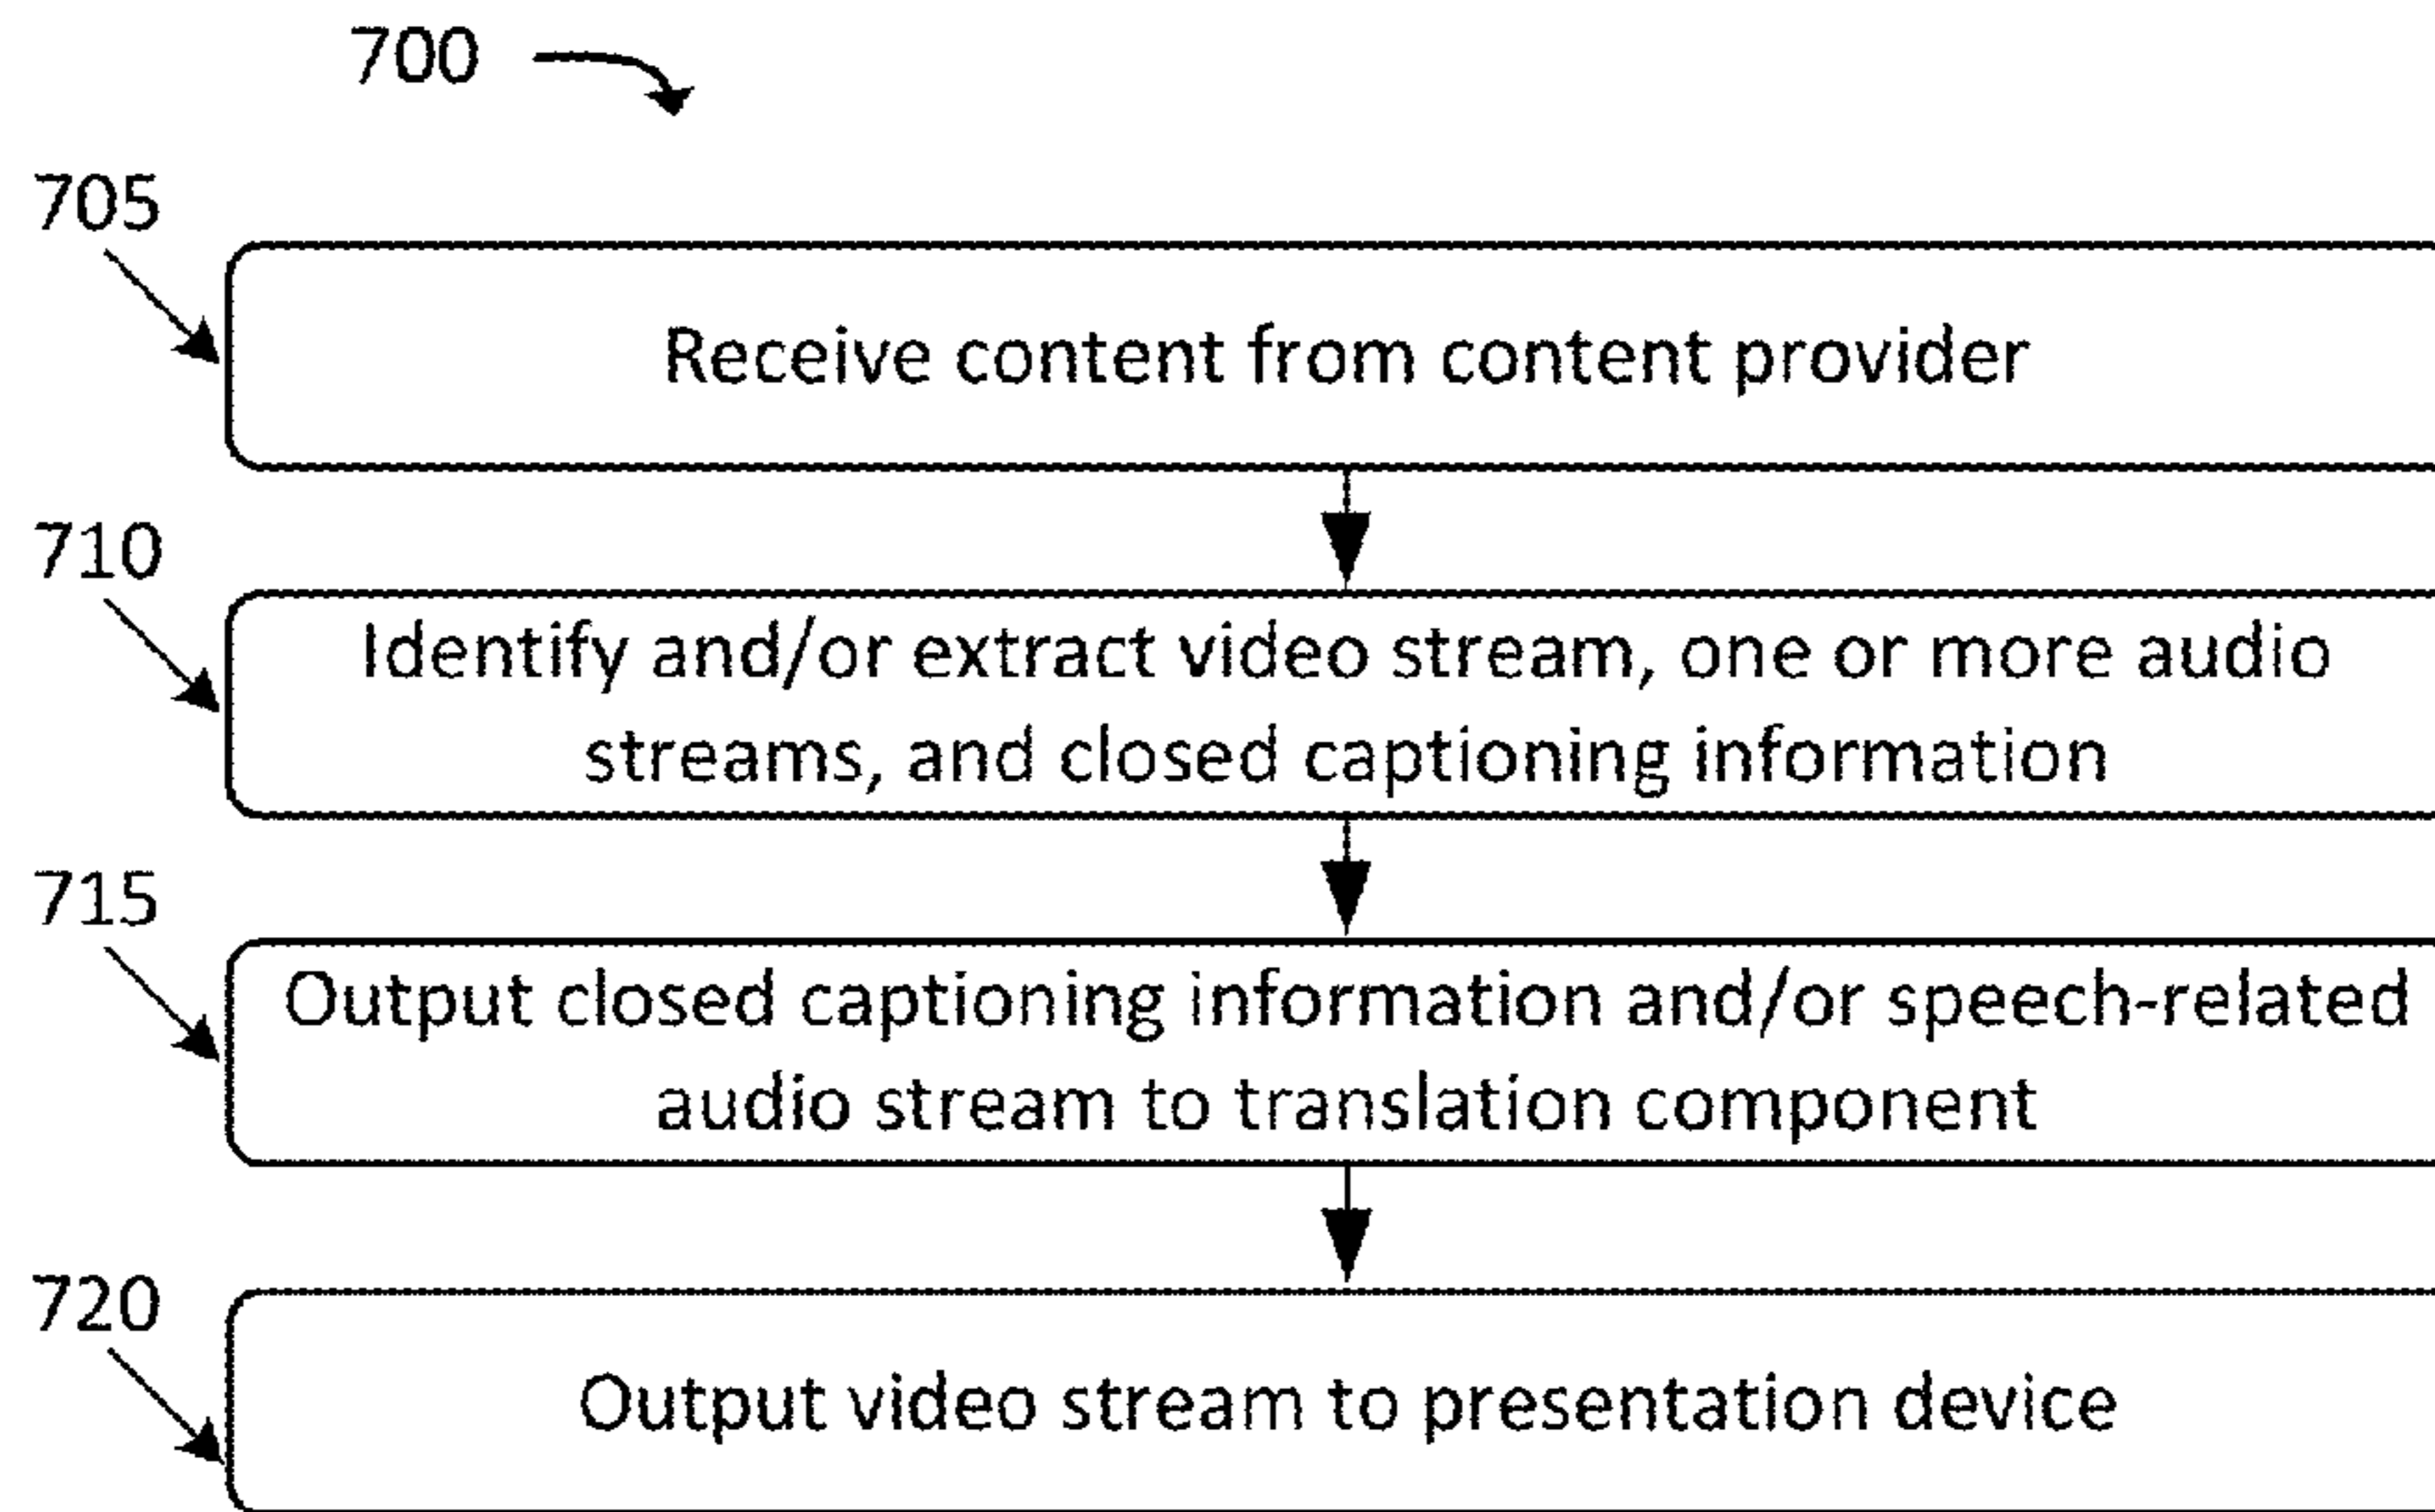 700
705
Receive content from content provider
710
Identify and/or extract video stream, one or more audio
streams, and closed captioning information
715
Output closed captioning information and/or speech-related
audio stream to translation component
720
Output video stream to presentation device